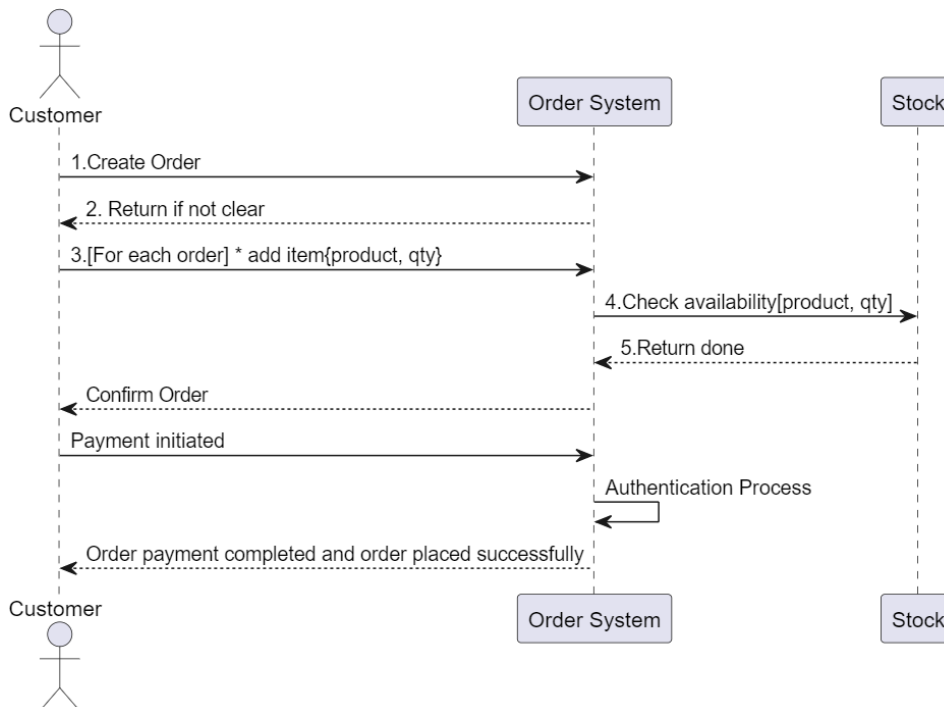 Customer
Order System
Stock
1.Create Order
2. Return if not clear
3.[For each order] * add item{product, qty}
4.Check availability[product, qty]
5.Return done
Confirm Order
Payment initiated
Authentication Process
Order payment completed and order placed successfully
Customer
Order System
Stock